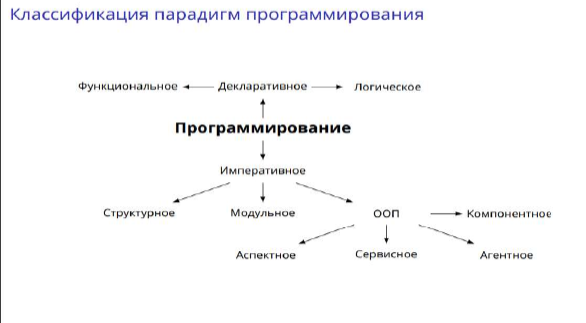 Классификация парадигм программирования
Функциональное Декларативное Логическое
Программирование
Императивное
Структурное Модульное ООП Компонентное
Аспектное Сервисное Агентное